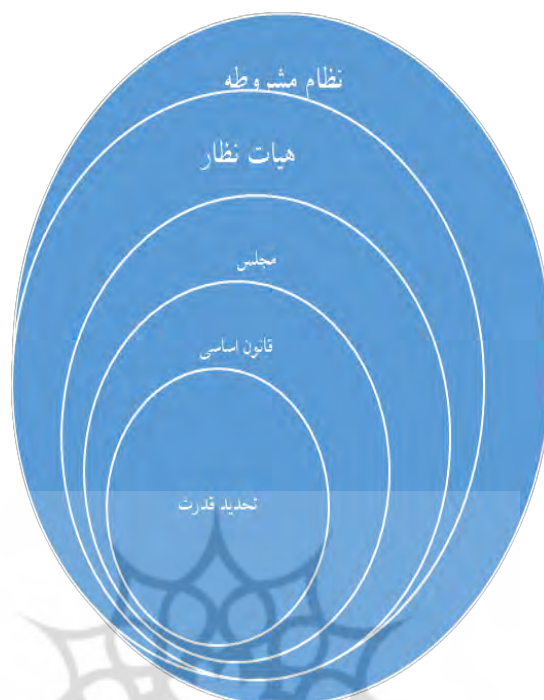 نظام مشروطه
هیات نظار
مجلس
قانون اساسی
تحدید قدرت